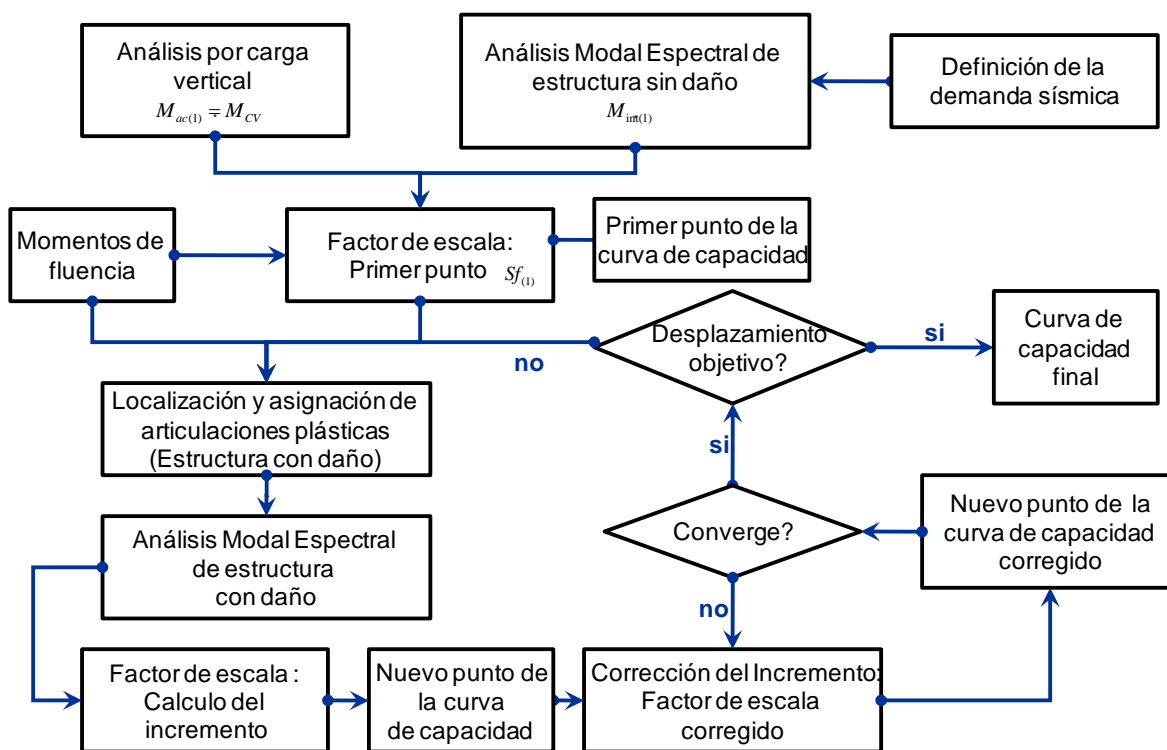 Análisis por carga
vertical
M_ac(1) = M_CV
Análisis Modal Espectral de
estructura sin daño
M_int(1)
Definición de la
demanda sísmica
Momentos de
fluencia
Factor de escala:
Primer punto Sf(1)
Primer punto de la
curva de capacidad
Desplazamiento
objetivo?
si
no
Curva de
capacidad
final
Localización y asignación de
articulaciones plásticas
(Estructura con daño)
si
Análisis Modal Espectral
de estructura
con daño
Converge?
Nuevo punto de la
curva de capacidad
corregido
no
Factor de escala :
Calculo del
incremento
Nuevo punto de
la curva
de capacidad
Corrección del Incremento:
Factor de escala
corregido